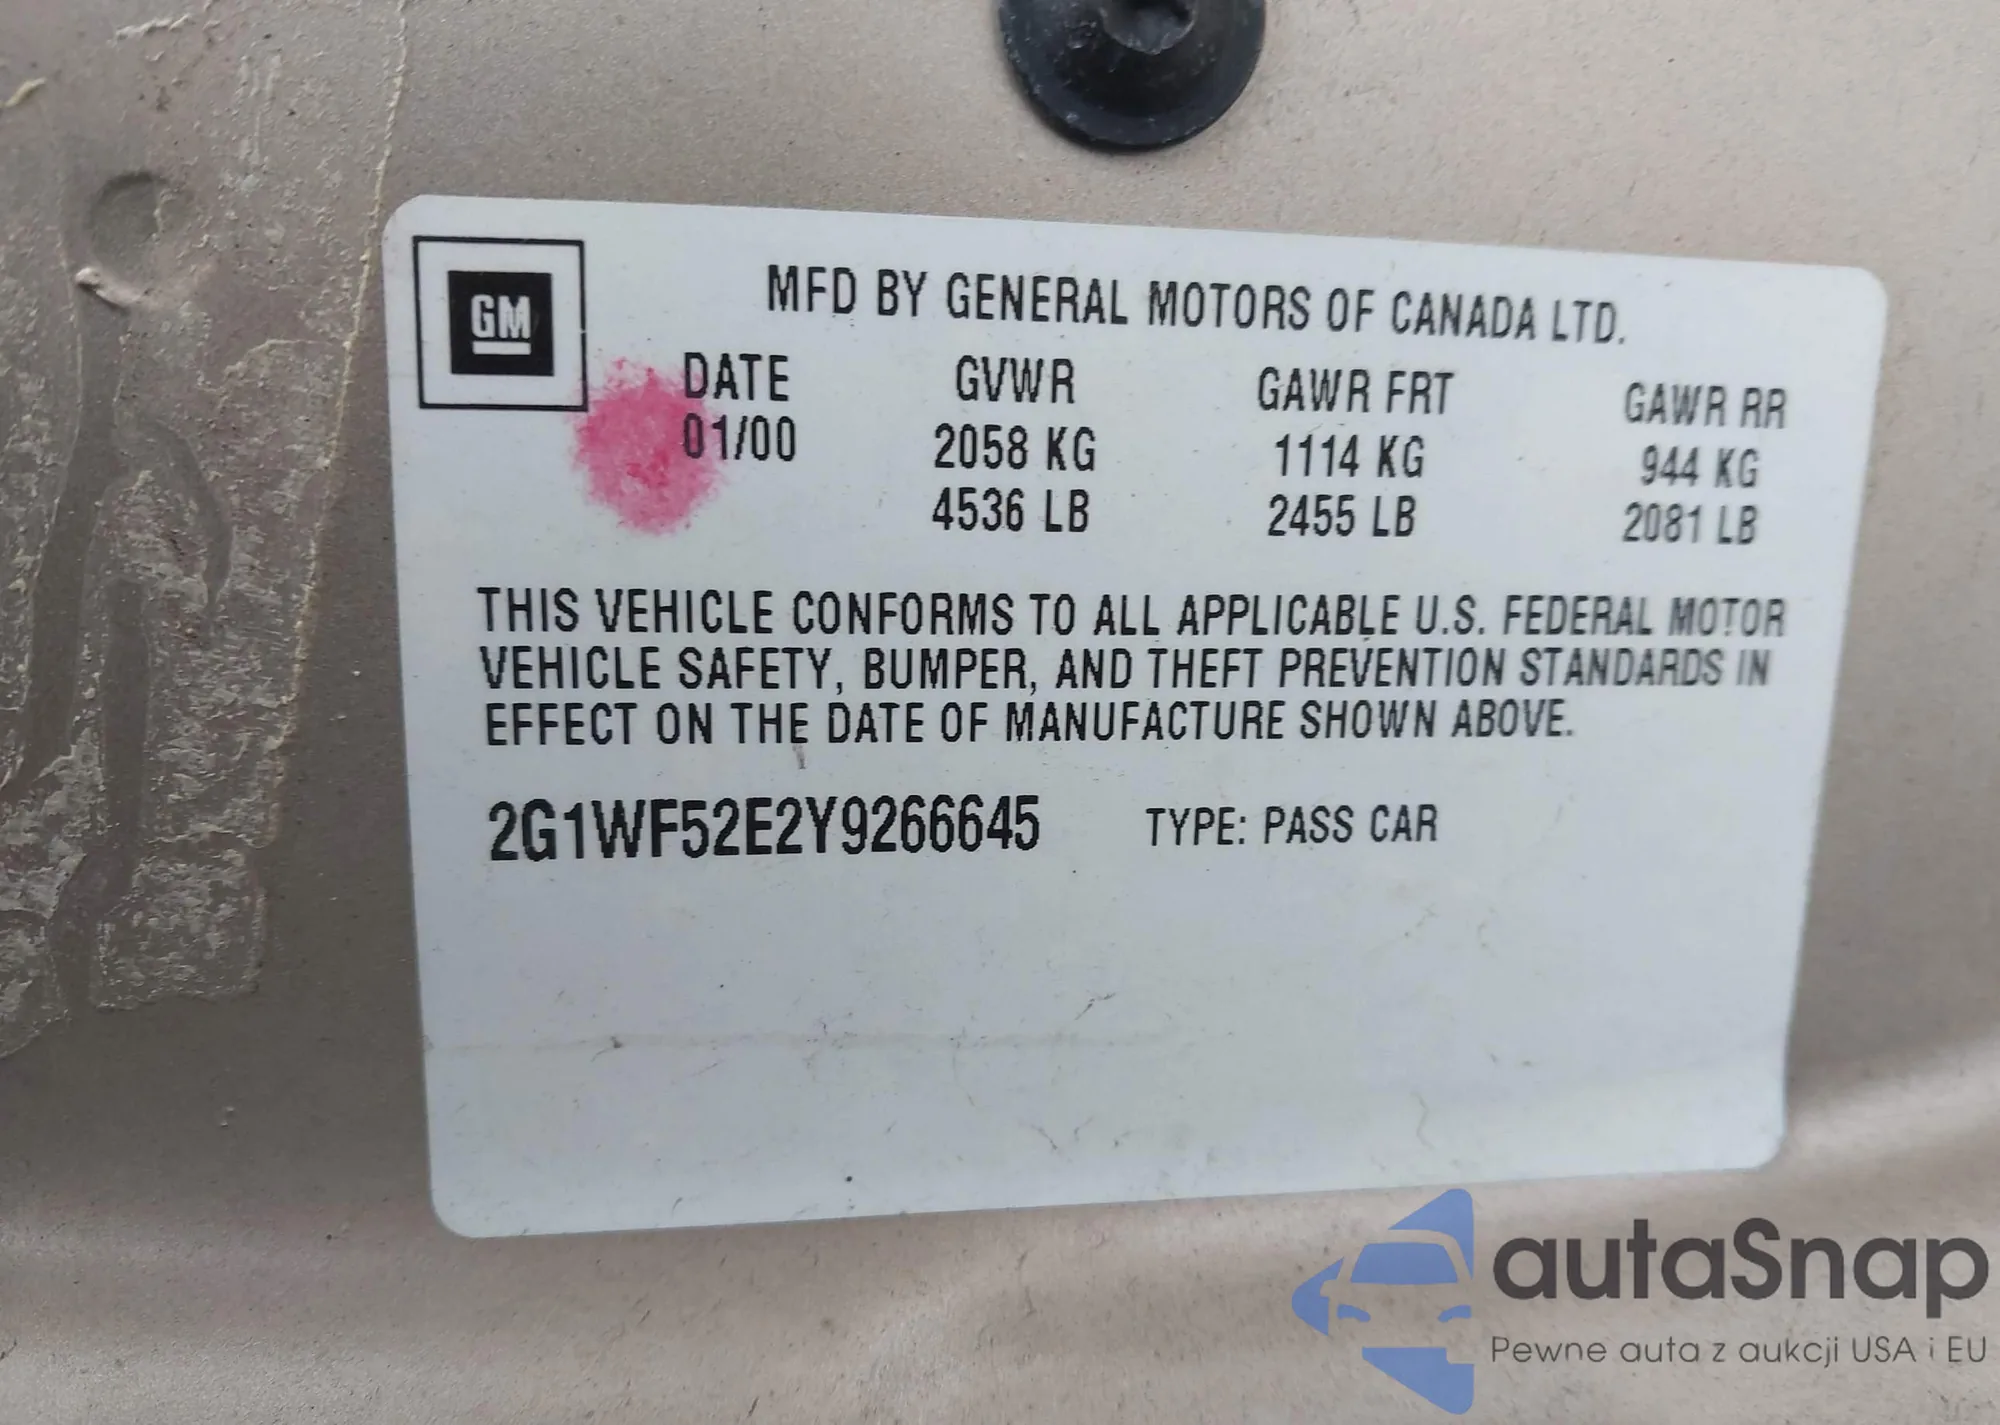 GM
MFD BY GENERAL MOTORS OF CANADA LTD.
DATE GVWR GAWR FRT GAWR RR
01/00 2058 KG 1114 KG 944 KG
4536 LB 2455 LB 2081 LB
THIS VEHICLE CONFORMS TO ALL APPLICABLE U.S. FEDERAL MOTOR
VEHICLE SAFETY, BUMPER, AND THEFT PREVENTION STANDARDS IN
EFFECT ON THE DATE OF MANUFACTURE SHOWN ABOVE.
2G1WF52E2Y9266645 TYPE: PASS CAR
autaSnap
Pewne auta z aukcji USA i EU